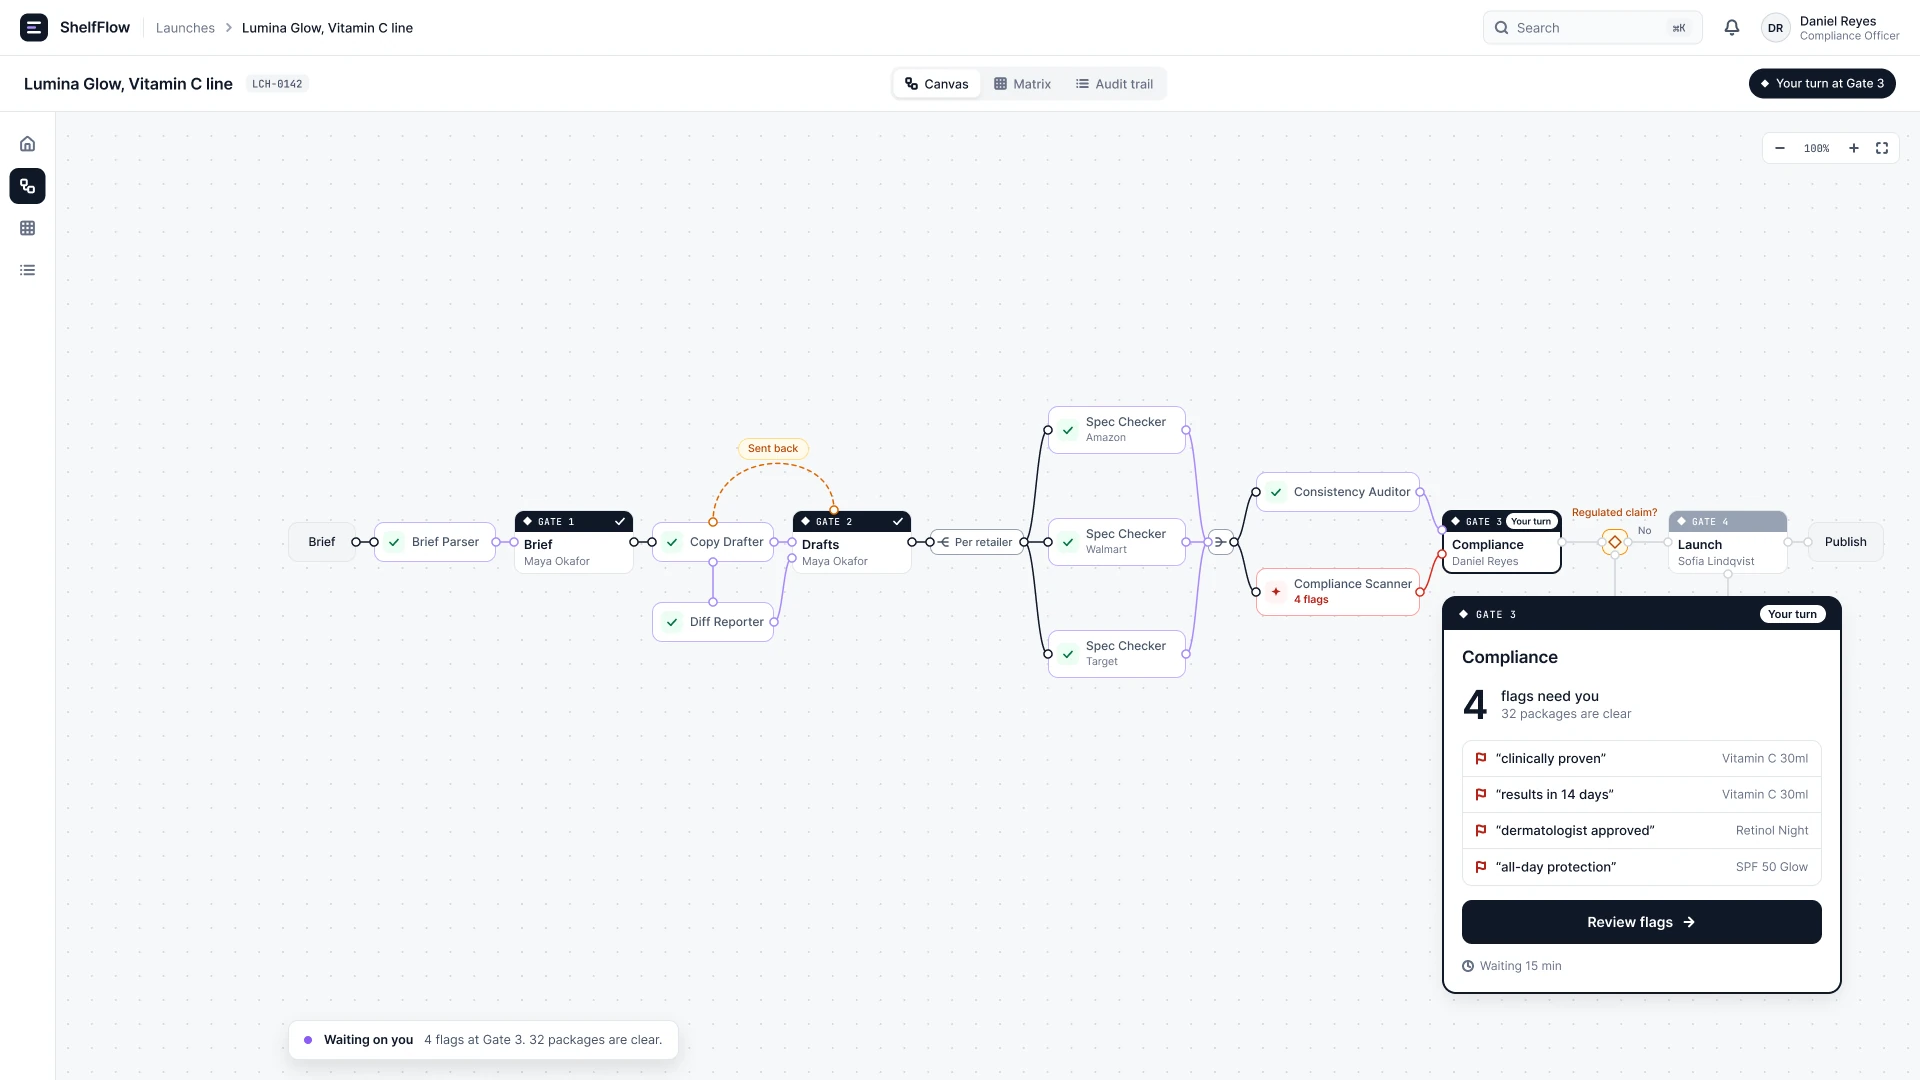 ShelfFlow
Launches
Lumina Glow, Vitamin C line
Search
⌘K
DR
Daniel Reyes
Compliance Officer
Lumina Glow, Vitamin C line
LCH-0142
Canvas
Matrix
Audit trail
Your turn at Gate 3
100%
Sent back
Brief
Brief Parser
GATE 1
Brief
Maya Okafor
Copy Drafter
Diff Reporter
GATE 2
Drafts
Maya Okafor
Per retailer
Spec Checker
Amazon
Spec Checker
Walmart
Spec Checker
Target
Consistency Auditor
Compliance Scanner
4 flags
GATE 3
Your turn
Compliance
Daniel Reyes
Regulated claim?
No
GATE 4
Launch
Sofia Lindqvist
Publish
GATE 3
Your turn
Compliance
4
flags need you
32 packages are clear
“clinically proven”
Vitamin C 30ml
“results in 14 days”
Vitamin C 30ml
“dermatologist approved”
Retinol Night
“all-day protection”
SPF 50 Glow
Review flags
Waiting 15 min
Waiting on you
4 flags at Gate 3. 32 packages are clear.